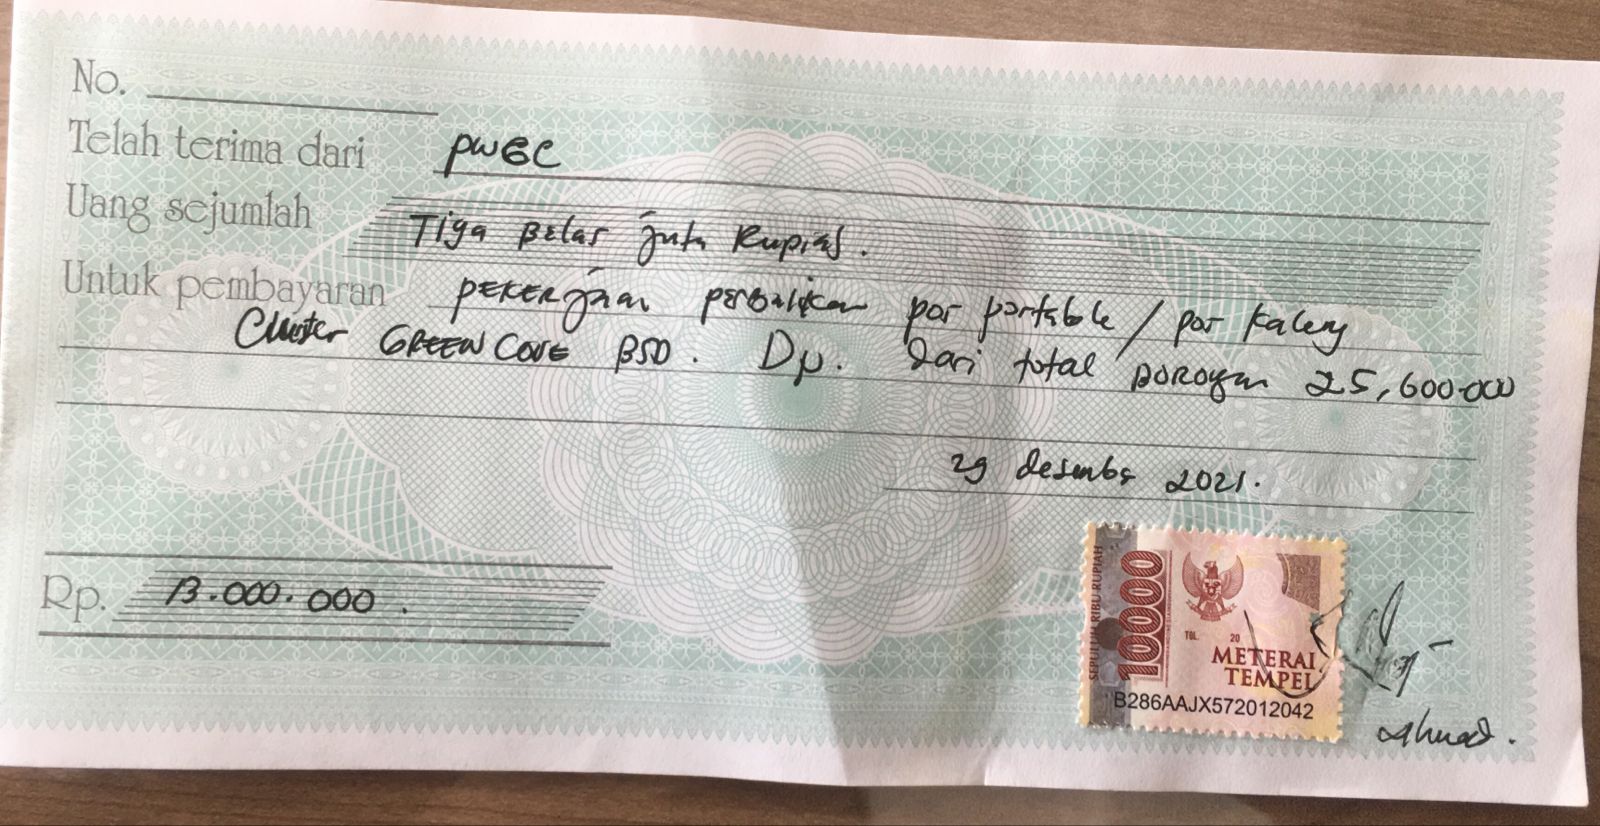 No.
Telah terima dari PWGC
Uang sejumlah Tiga Belas juta Rupiah.
Untuk pembayaran pekerjaan perbaikan por portable / por kaleng
Cluster GREEN COVE BSD. Dp. dari total Borongan 25,600.000
29 desember 2021.
Rp. 13.000.000.
SEPULUH RIBU RUPIAH
10000
TGL. 20
METERAI
TEMPEL
B286AAJX572012042
Ahmad.